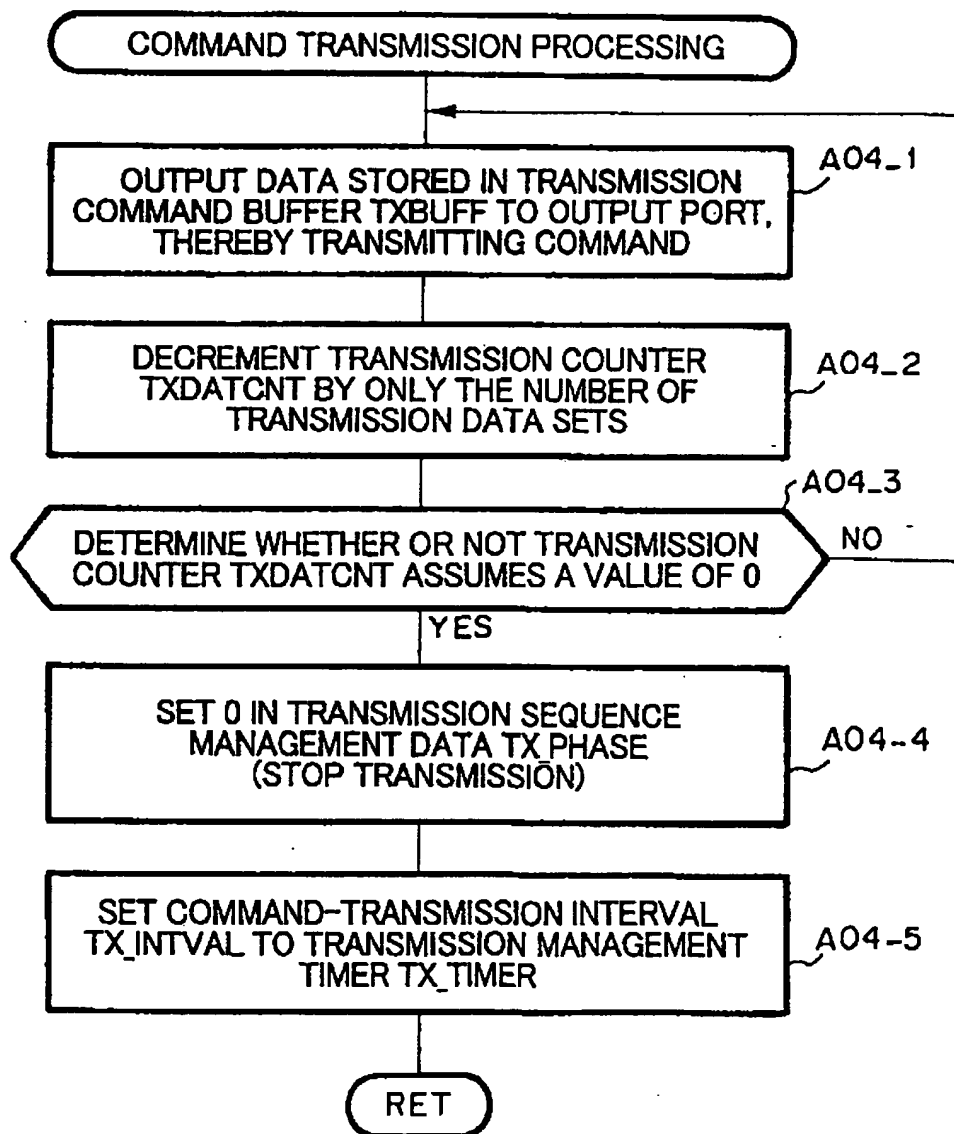 COMMAND TRANSMISSION PROCESSING
A04_1
OUTPUT DATA STORED IN TRANSMISSION
COMMAND BUFFER TXBUFF TO OUTPUT PORT,
THEREBY TRANSMITTING COMMAND
A04_2
DECREMENT TRANSMISSION COUNTER
TXDATCNT BY ONLY THE NUMBER OF
TRANSMISSION DATA SETS
A04_3
DETERMINE WHETHER OR NOT TRANSMISSION
COUNTER TXDATCNT ASSUMES A VALUE OF 0
NO
YES
SET 0 IN TRANSMISSION SEQUENCE
MANAGEMENT DATA TX_PHASE
(STOP TRANSMISSION)
A04-4
SET COMMAND-TRANSMISSION INTERVAL
TX_INTVAL TO TRANSMISSION MANAGEMENT
TIMER TX_TIMER
A04-5
RET